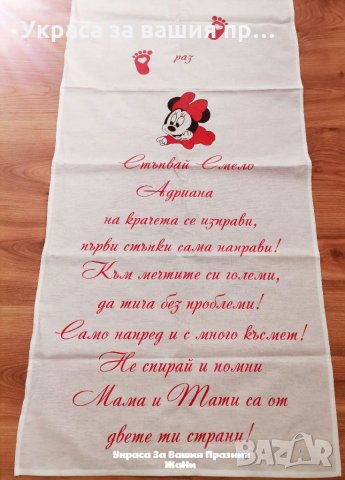 Украса за вашия пр...
раз
Стъпвай Смело
Адриана
на крачета се изправи,
първи стъпки сама направи!
Към мечтите си големи,
да тича без проблеми!
Само напред и с много късмет!
Не спирай и помни
Мама и Тати са от
двете ти страни!
Украса За Вашия Празник
ЖаНи
BAZAR